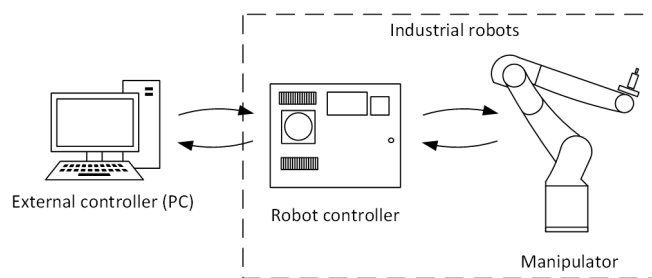 Industrial robots
External controller (PC)
Robot controller
Manipulator